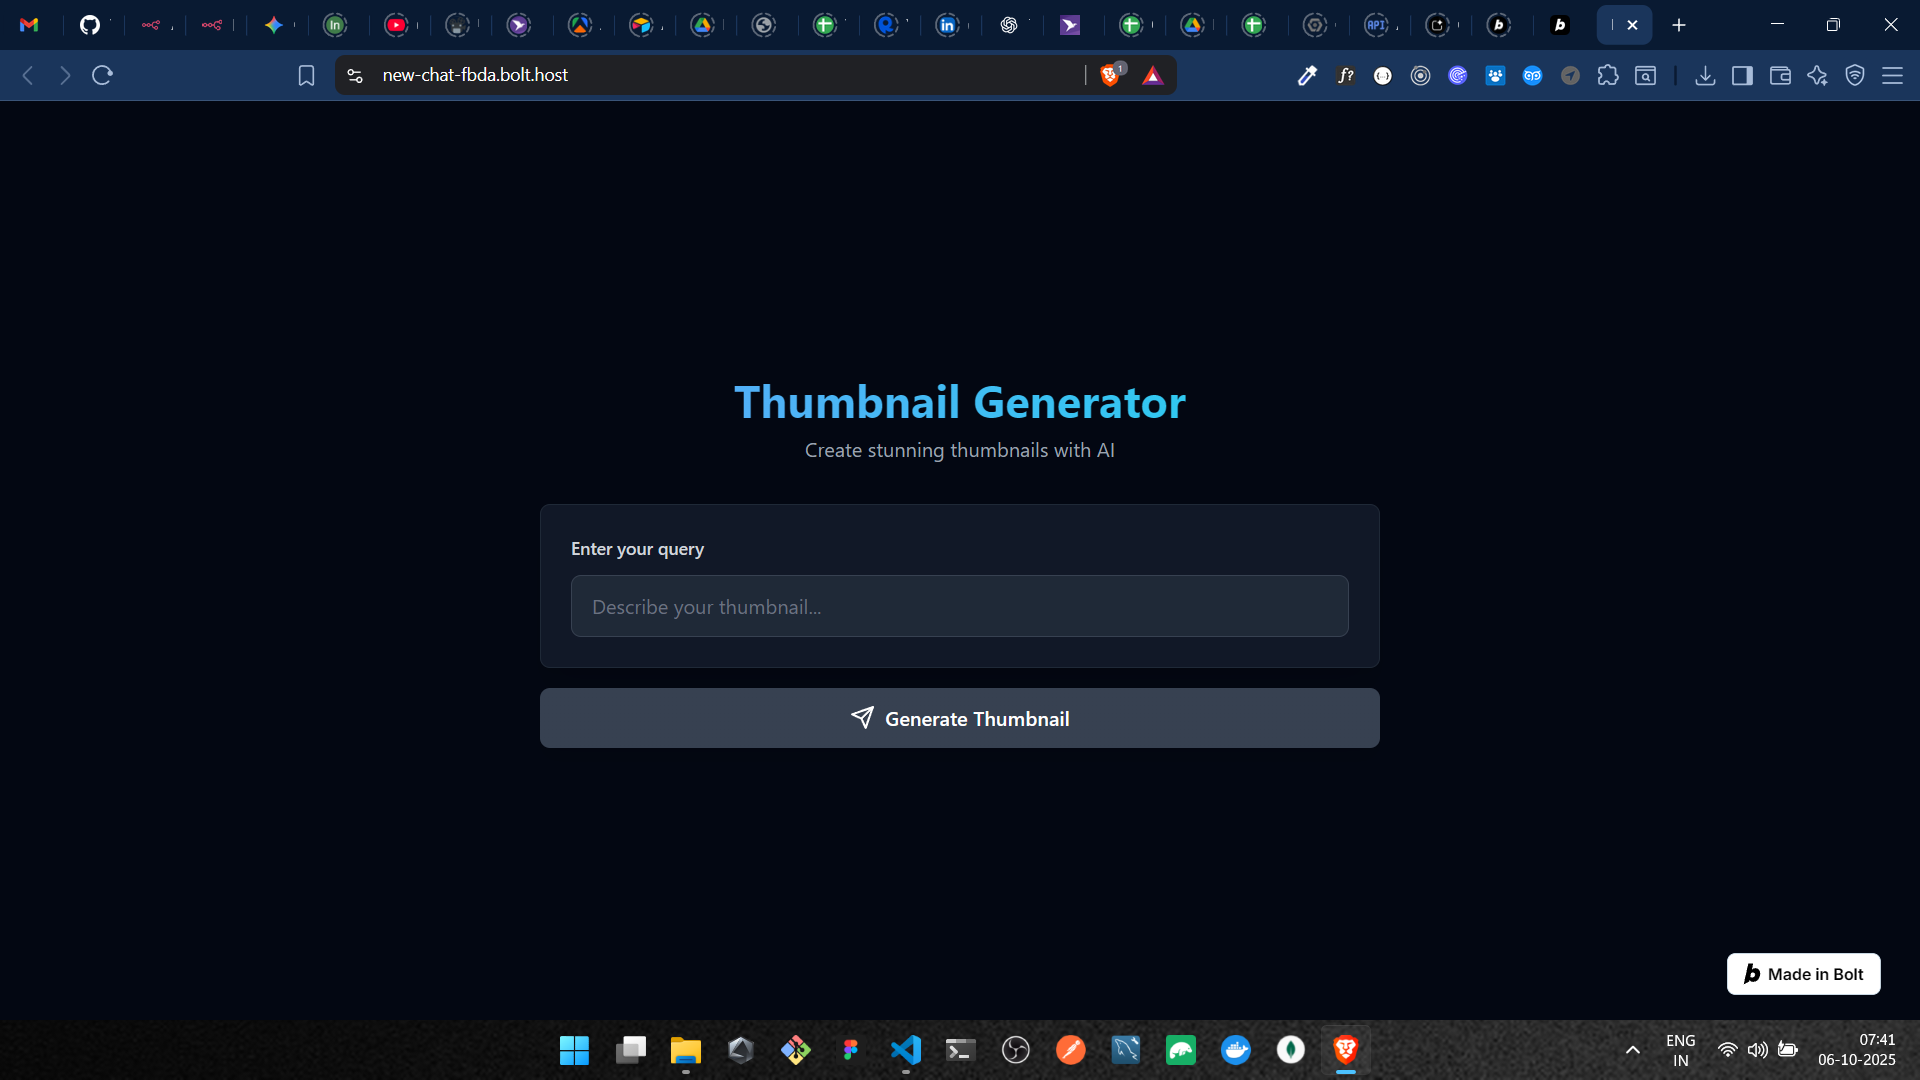 new-chat-fbda.bolt.host
1
Thumbnail Generator
Create stunning thumbnails with AI
Enter your query
Describe your thumbnail...
Generate Thumbnail
b Made in Bolt
ENG
IN
07:41
06-10-2025